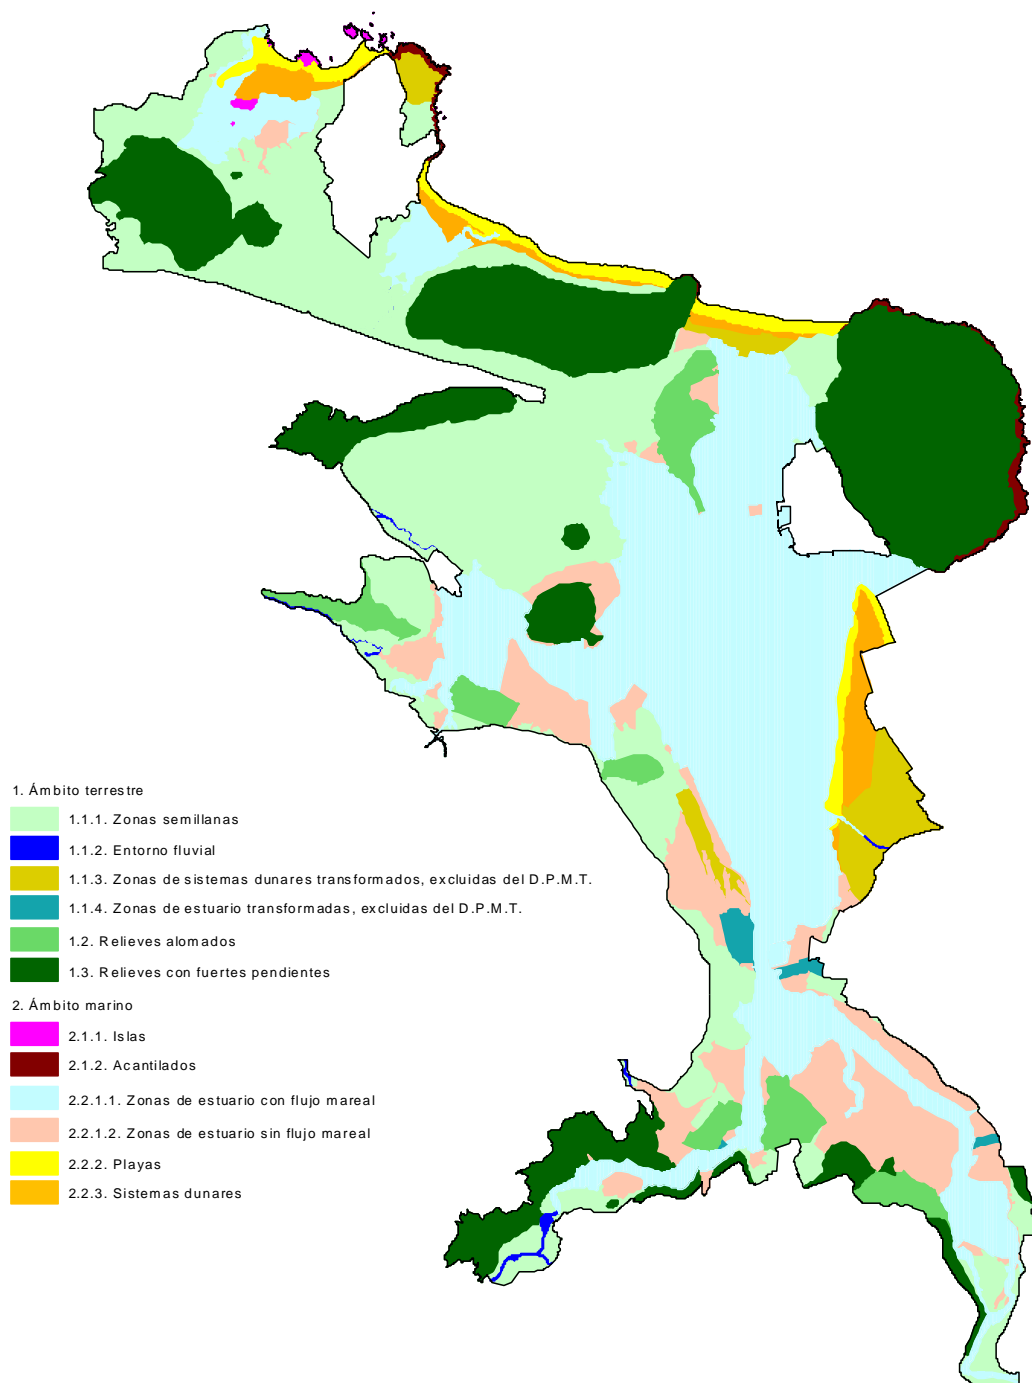 1. Ámbito terrestre
1.1.1. Zonas semillanas
1.1.2. Entorno fluvial
1.1.3. Zonas de sistemas dunares transformados, excluidas del D.P.M.T.
1.1.4. Zonas de estuario transformadas, excluidas del D.P.M.T.
1.2. Relieves alomados
1.3. Relieves con fuertes pendientes
2. Ámbito marino
2.1.1. Islas
2.1.2. Acantilados
2.2.1.1. Zonas de estuario con flujo mareal
2.2.1.2. Zonas de estuario sin flujo mareal
2.2.2. Playas
2.2.3. Sistemas dunares